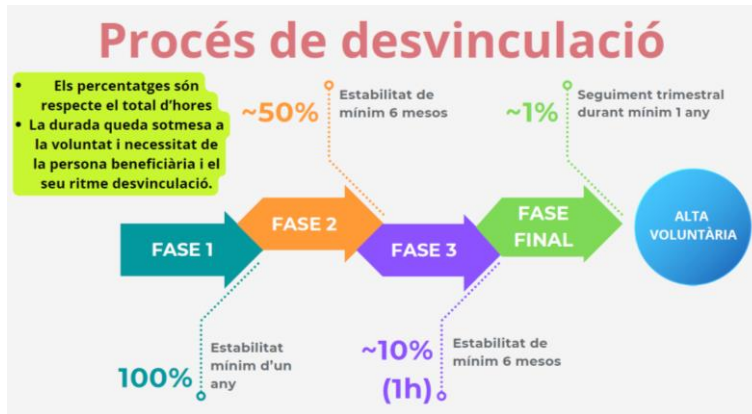 Procés de desvinculació
• Els percentatges són
respecte el total d'hores
• La durada queda sotmesa a
la voluntat i necessitat de
la persona beneficiària i el
seu ritme desvinculació.
~50%
Estabilitat de
mínim 6 mesos
~1%
Seguiment trimestral
durant mínim 1 any
FASE 1
FASE 2
FASE 3
FASE
FINAL
ALTA
VOLUNTÀRIA
100%
Estabilitat
mínim d'un
any
~10%
(1h)
Estabilitat de
mínim 6 mesos